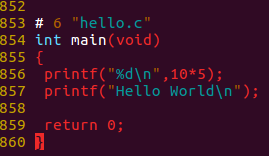 852
853 # 6 "hello.c"
854 int main(void)
855 {
856  printf("%d\n",10*5);
857  printf("Hello World\n");
858
859  return 0;
860 }